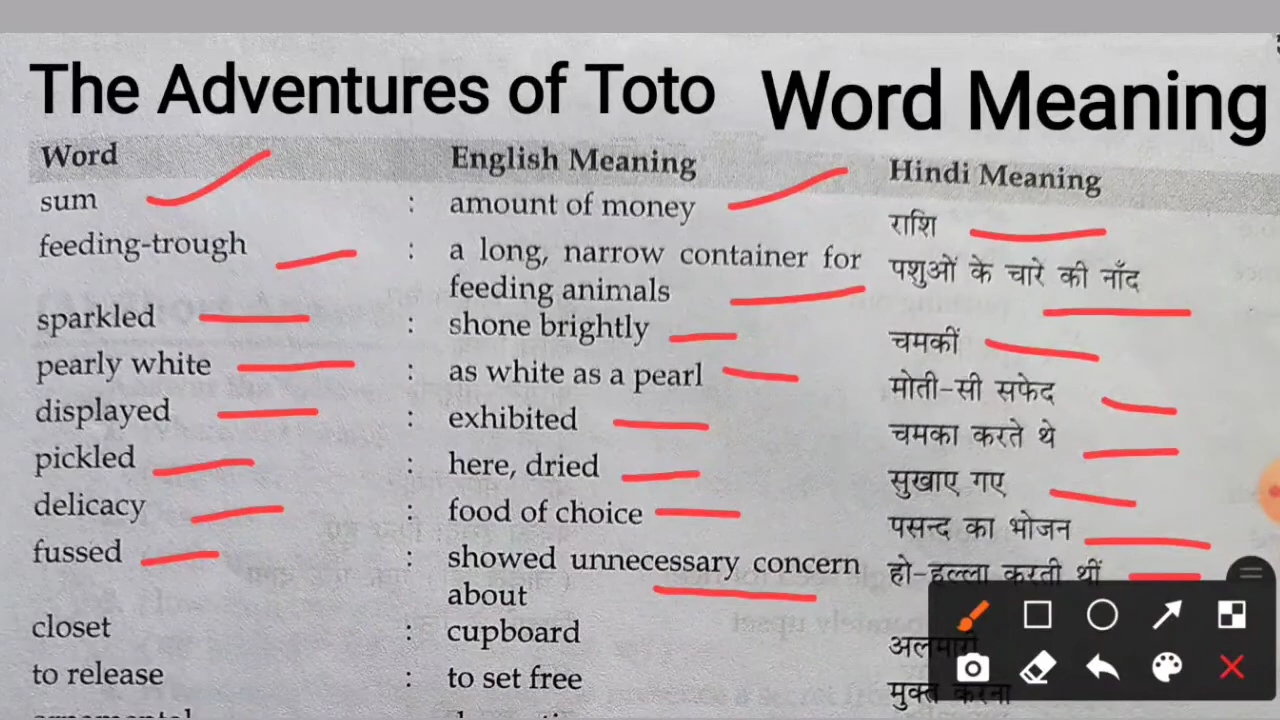 The Adventures of Toto Word Meaning
Word English Meaning Hindi Meaning
sum : amount of money राशि
feeding-trough : a long, narrow container for पशुओं के चारे की नाँद
feeding animals
sparkled : shone brightly चमकीं
pearly white : as white as a pearl मोती-सी सफेद
displayed : exhibited चमका करते थे
pickled : here, dried सुखाए गए
delicacy : food of choice पसन्द का भोजन
fussed : showed unnecessary concern हो-हल्ला करती थीं
about
closet : cupboard अलमारी
to release : to set free मुक्त करना